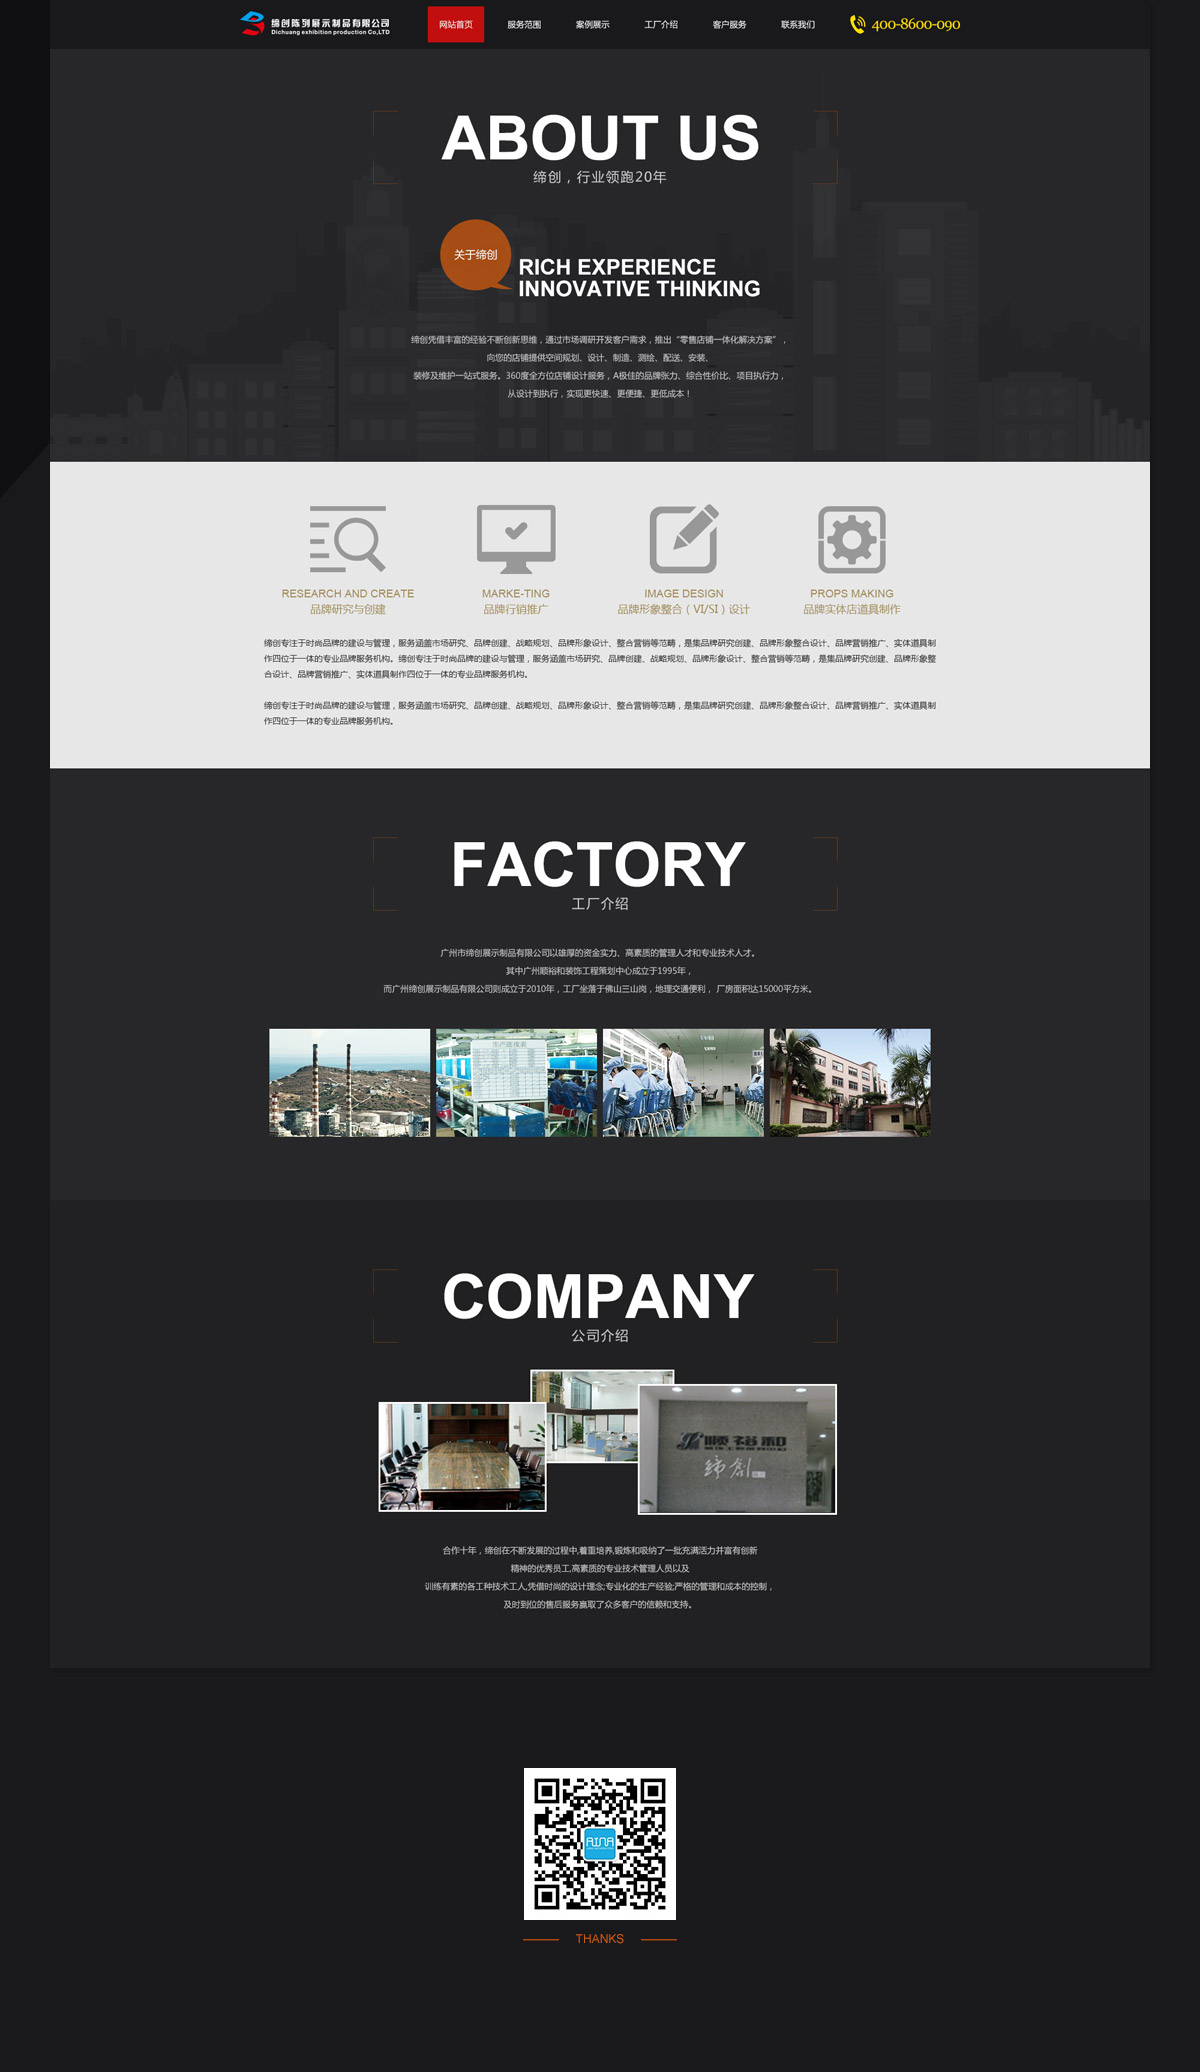 缔创陈列展示制品有限公司
Dichuang exhibition production Co,LTD
网站首页 服务范围 案例展示 工厂介绍 客户服务 联系我们 400-8600-090
ABOUT US
缔创，行业领跑20年
关于缔创
RICH EXPERIENCE
INNOVATIVE THINKING
缔创凭借丰富的经验不断创新思维，通过市场调研开发客户需求，推出“零售店铺一体化解决方案”，
向您的店铺提供空间规划、设计、制造、测绘、配送、安装、
装修及维护一站式服务。360度全方位店铺设计服务，A极佳的品牌张力、综合性价比、项目执行力，
从设计到执行，实现更快速、更便捷、更低成本！
RESEARCH AND CREATE MARKE-TING IMAGE DESIGN PROPS MAKING
品牌研究与创建 品牌行销推广 品牌形象整合（VI/SI）设计 品牌实体店道具制作
缔创专注于时尚品牌的建设与管理，服务涵盖市场研究、品牌创建、战略规划、品牌形象设计、整合营销等范畴，是集品牌研究创建、品牌形象整合设计、品牌营销推广、实体道具制
作四位于一体的专业品牌服务机构。缔创专注于时尚品牌的建设与管理，服务涵盖市场研究、品牌创建、战略规划、品牌形象设计、整合营销等范畴，是集品牌研究创建、品牌形象整
合设计、品牌营销推广、实体道具制作四位于一体的专业品牌服务机构。
缔创专注于时尚品牌的建设与管理，服务涵盖市场研究、品牌创建、战略规划、品牌形象设计、整合营销等范畴，是集品牌研究创建、品牌形象整合设计、品牌营销推广、实体道具制
作四位于一体的专业品牌服务机构。
FACTORY
工厂介绍
广州市缔创展示制品有限公司以雄厚的资金实力、高素质的管理人才和专业技术人才。
其中广州顺裕和装饰工程策划中心成立于1995年，
而广州缔创展示制品有限公司则成立于2010年，工厂坐落于佛山三山岗，地理交通便利， 厂房面积达15000平方米。
生产进度表
COMPANY
公司介绍
顺裕和
缔創
合作十年，缔创在不断发展的过程中,着重培养,锻炼和吸纳了一批充满活力并富有创新
精神的优秀员工,高素质的专业技术管理人员以及
训练有素的各工种技术工人,凭借时尚的设计理念;专业化的生产经验;严格的管理和成本的控制，
及时到位的售后服务赢取了众多客户的信赖和支持。
AINA
THANKS